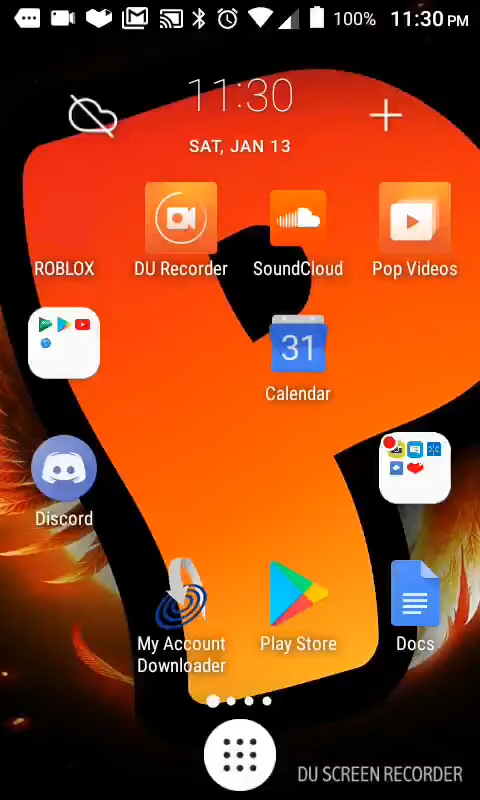 100% 11:30 PM
11:30
SAT, JAN 13
ROBLOX DU Recorder SoundCloud Pop Videos
31
Calendar
Discord
My Account Downloader Play Store Docs
DU SCREEN RECORDER